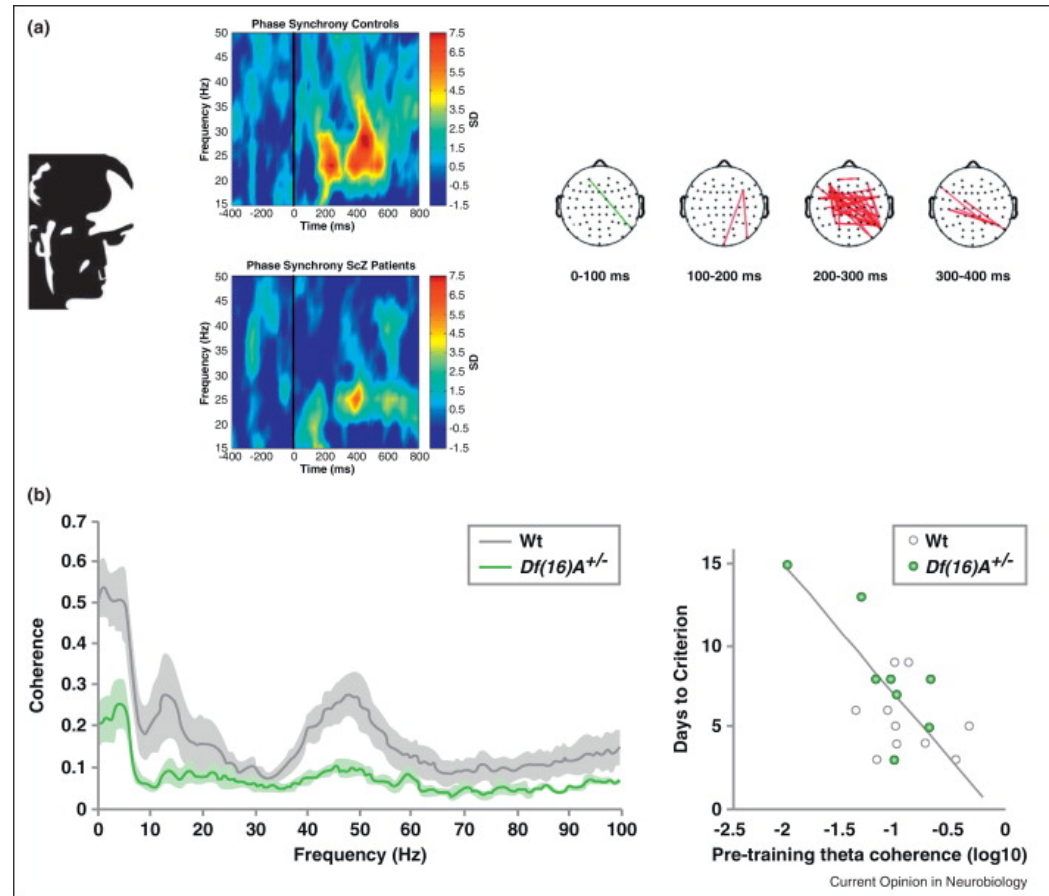 (a)
Phase Synchrony Controls
Frequency (Hz)
50
45
40
35
30
25
20
15
-400 -200 0 200 400 600 800
Time (ms)
7.5
6.5
5.5
4.5
3.5
2.5
1.5
0.5
-0.5
-1.5
SD
Phase Synchrony ScZ Patients
Frequency (Hz)
50
45
40
35
30
25
20
15
-400 -200 0 200 400 600 800
Time (ms)
7.5
6.5
5.5
4.5
3.5
2.5
1.5
0.5
-0.5
-1.5
SD
0-100 ms 100-200 ms 200-300 ms 300-400 ms
(b)
Coherence
0.7
0.6
0.5
0.4
0.3
0.2
0.1
0
0 10 20 30 40 50 60 70 80 90 100
Frequency (Hz)
Wt
Df(16)A+/-
Days to Criterion
15
10
5
0
-2.5 -2 -1.5 -1 -0.5 0
Pre-training theta coherence (log10)
Wt
Df(16)A+/-
Current Opinion in Neurobiology